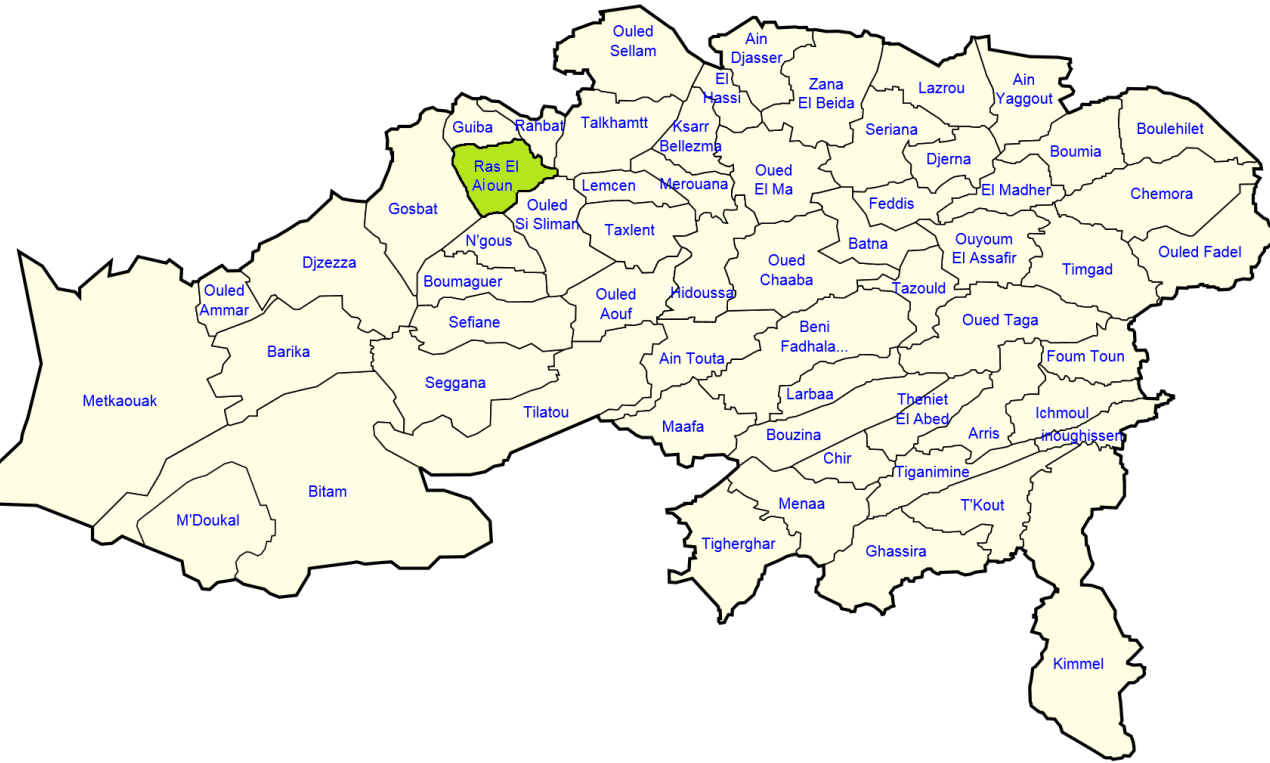 Ouled
Sellam
Ain
Djasser
El
Hassi
Zana
El Beida
Lazrou
Ain
Yaggout
Guiba
Rahbat
Talkhamtt
Ksarr
Bellezma
Seriana
Boulehilet
Boumia
Djerna
Ras El
Aioun
Lemcen
Merouana
Oued
El Ma
El Madher
Chemora
Gosbat
Ouled
Si Sliman
Feddis
Taxlent
N'gous
Batna
Ouyoum
El Assafir
Ouled Fadel
Djzezza
Boumaguer
Oued
Chaaba
Timgad
Ouled
Ammar
Ouled
Aouf
Hidoussa
Tazould
Sefiane
Beni
Fadhala...
Oued Taga
Barika
Ain Touta
Foum Toun
Seggana
Metkaouak
Larbaa
Theniet
El Abed
Tilatou
Ichmoul
Maafa
Bouzina
Arris
inoughissen
Chir
Tiganimine
Bitam
Menaa
T'Kout
M'Doukal
Tigherghar
Ghassira
Kimmel